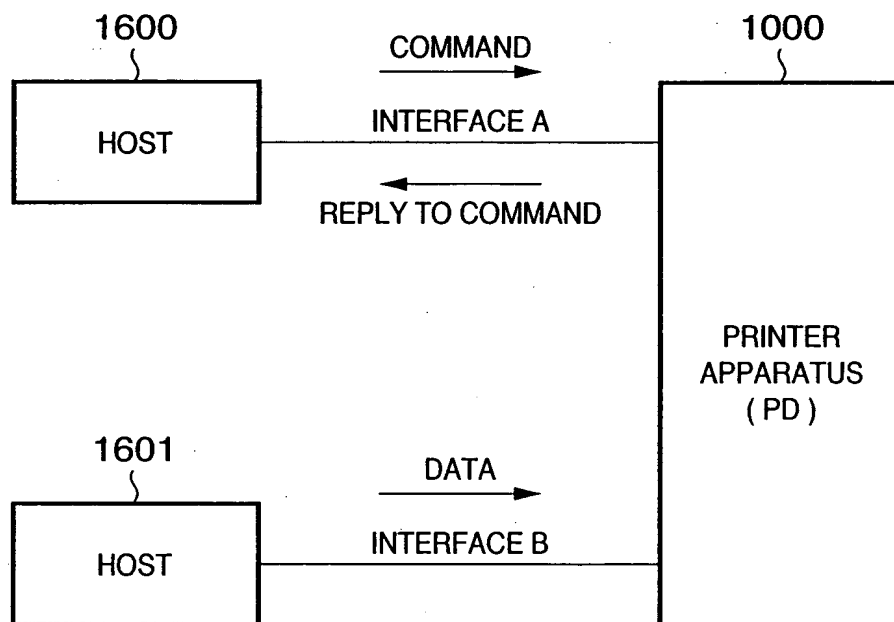 1600
COMMAND
1000
HOST
INTERFACE A
REPLY TO COMMAND
PRINTER
APPARATUS
( PD )
1601
DATA
HOST
INTERFACE B